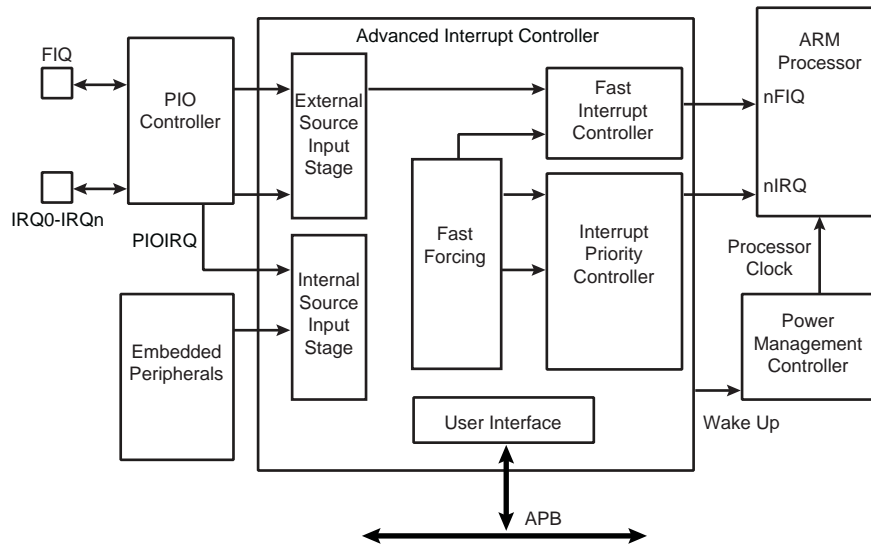 Advanced Interrupt Controller
FIQ
PIO
Controller
IRQ0-IRQn
PIOIRQ
Embedded
Peripherals
External
Source
Input
Stage
Internal
Source
Input
Stage
Fast
Forcing
Fast
Interrupt
Controller
Interrupt
Priority
Controller
User Interface
APB
ARM
Processor
nFIQ
nIRQ
Processor
Clock
Power
Management
Controller
Wake Up